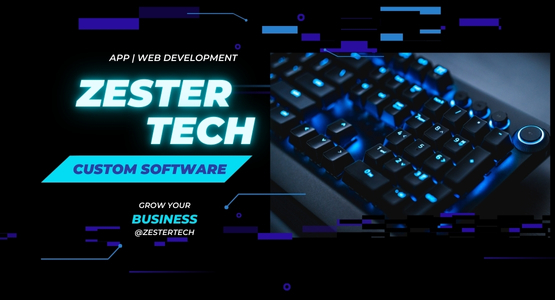 APP | WEB DEVELOPMENT
ZESTER
TECH
CUSTOM SOFTWARE
GROW YOUR
BUSINESS
@ZESTERTECH